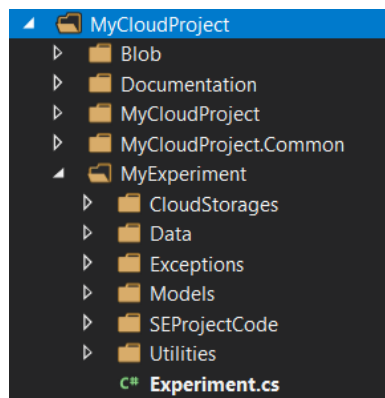 MyCloudProject
Blob
Documentation
MyCloudProject
MyCloudProject.Common
MyExperiment
CloudStorages
Data
Exceptions
Models
SEProjectCode
Utilities
C# Experiment.cs